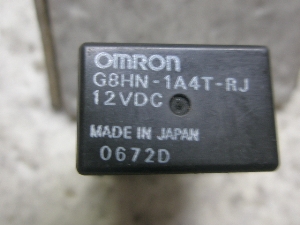 OMRON
G8HN-1A4T-RJ
12VDC
MADE IN JAPAN
0672D